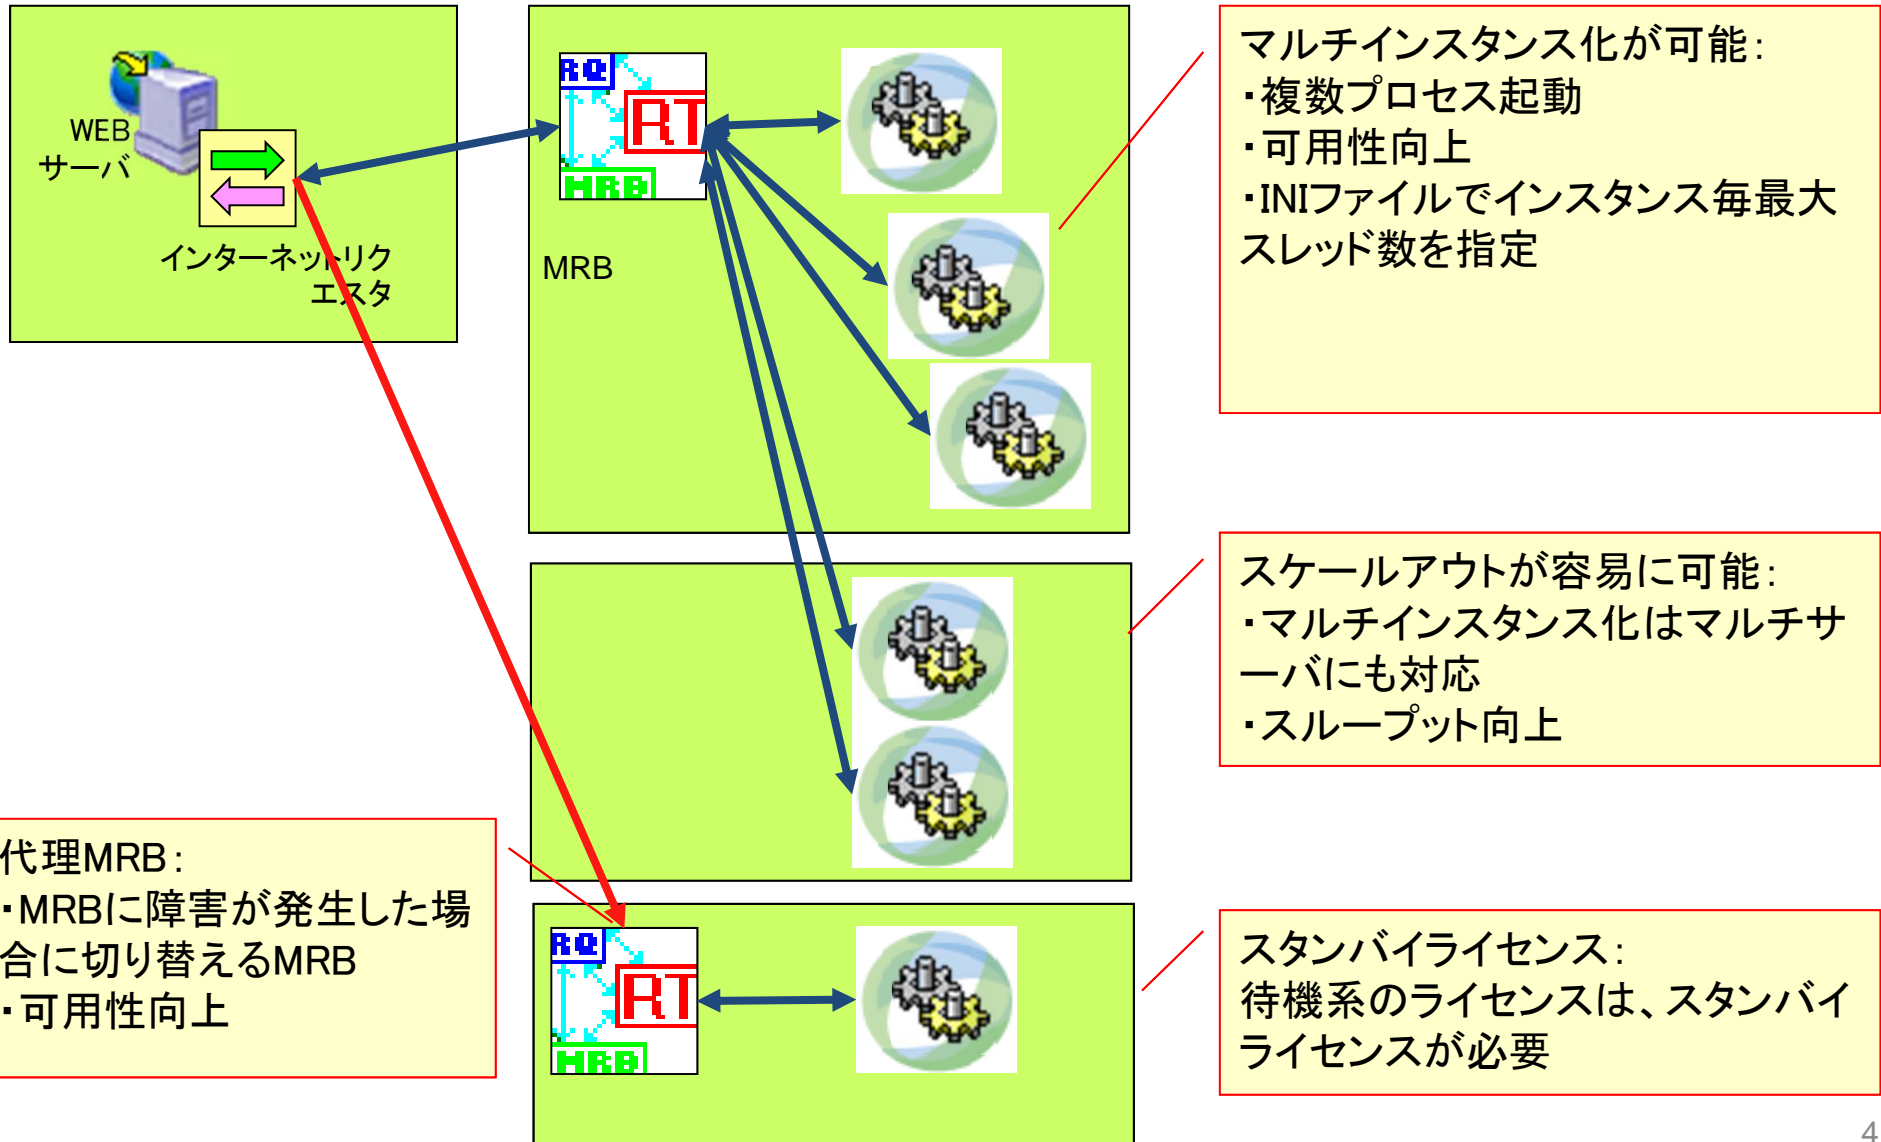 WEB
サーバ
インターネットリク
エスタ
RQ
RT
MRB
MRB
マルチインスタンス化が可能：
・複数プロセス起動
・可用性向上
・INIファイルでインスタンス毎最大
スレッド数を指定
スケールアウトが容易に可能：
・マルチインスタンス化はマルチサ
ーバにも対応
・スループット向上
代理MRB：
・MRBに障害が発生した場
合に切り替えるMRB
・可用性向上
RQ
RT
MRB
スタンバイライセンス：
待機系のライセンスは、スタンバイ
ライセンスが必要
4